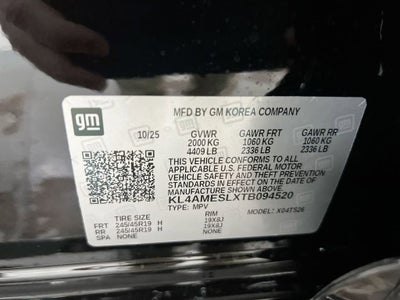 gm
MFD BY GM KOREA COMPANY
10/25 GVWR GAWR FRT GAWR RR
2000 KG 1060 KG 1060 KG
4409 LB 2336 LB 2336 LB
THIS VEHICLE CONFORMS TO ALL
APPLICABLE U.S. FEDERAL MOTOR
VEHICLE SAFETY AND THEFT PREVENTION
STANDARDS IN EFFECT ON THE DATE OF
MANUFACTURE SHOWN ABOVE.
KL4AMESLXTB094520
TYPE: MPV MODEL: X04TS26
TIRE SIZE RIM
FRT 245/45R19 H 19X8J
RR 245/45R19 H 19X8J
SPA NONE NONE